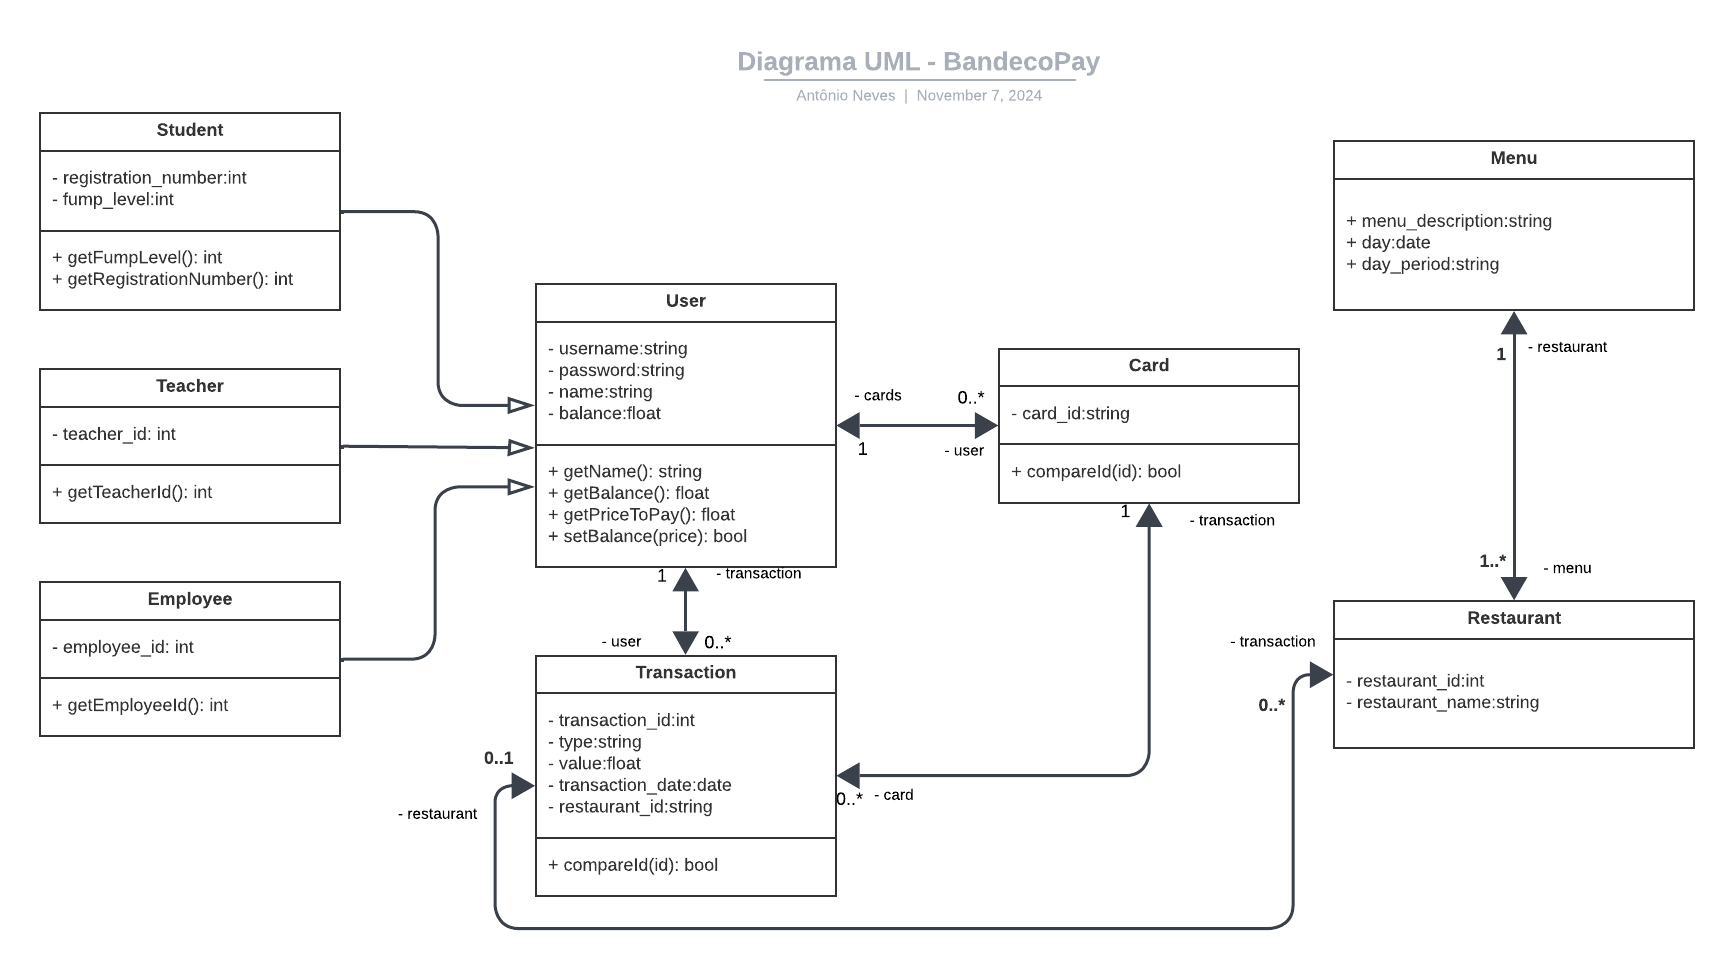 Diagrama UML - BandecoPay
Antônio Neves | November 7, 2024
Student
- registration_number:int
- fump_level:int
+ getFumpLevel(): int
+ getRegistrationNumber(): int
Teacher
- teacher_id: int
+ getTeacherId(): int
Employee
- employee_id: int
+ getEmployeeId(): int
User
- username:string
- password:string
- name:string
- balance:float
+ getName(): string
+ getBalance(): float
+ getPriceToPay(): float
+ setBalance(price): bool
- cards
0..*
1
- user
Card
- card_id:string
+ compareId(id): bool
1
- transaction
1
- transaction
- user
0..*
Transaction
- transaction_id:int
- type:string
- value:float
- transaction_date:date
- restaurant_id:string
+ compareId(id): bool
0..1
- restaurant
0..*
- card
Menu
+ menu_description:string
+ day:date
+ day_period:string
1
- restaurant
1..*
- menu
Restaurant
- restaurant_id:int
- restaurant_name:string
- transaction
0..*